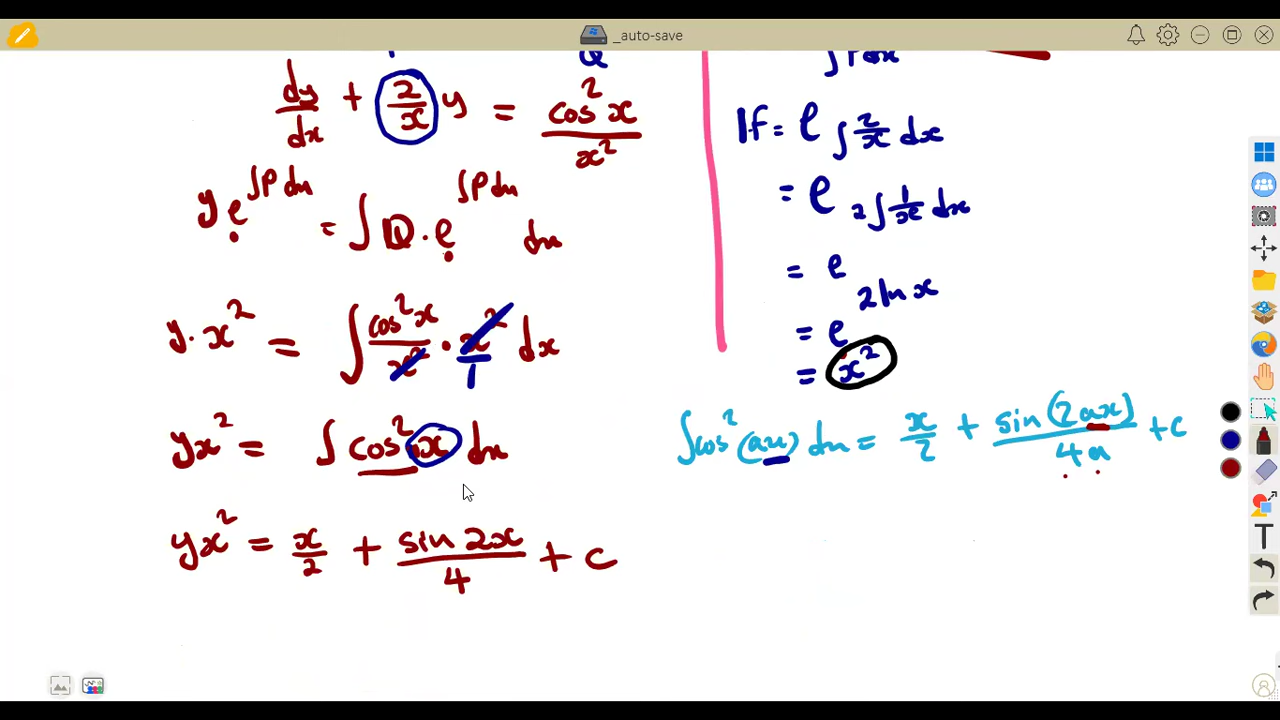 _auto-save
dy/dx + 2/x y = cos²x/x²
y e^∫P dx = ∫ Q · e^∫P dx dx
y · x² = ∫ cos²x/x² · x²/1 dx
yx² = ∫ cos²x dx
yx² = x/2 + sin 2x/4 + c
Q
∫P dx
If = e ∫ 2/x dx
= e 2∫ 1/x dx
= e 2 ln x
= e
= x²
∫cos²(ax) dx = x/2 + sin(2ax)/4a + c
T